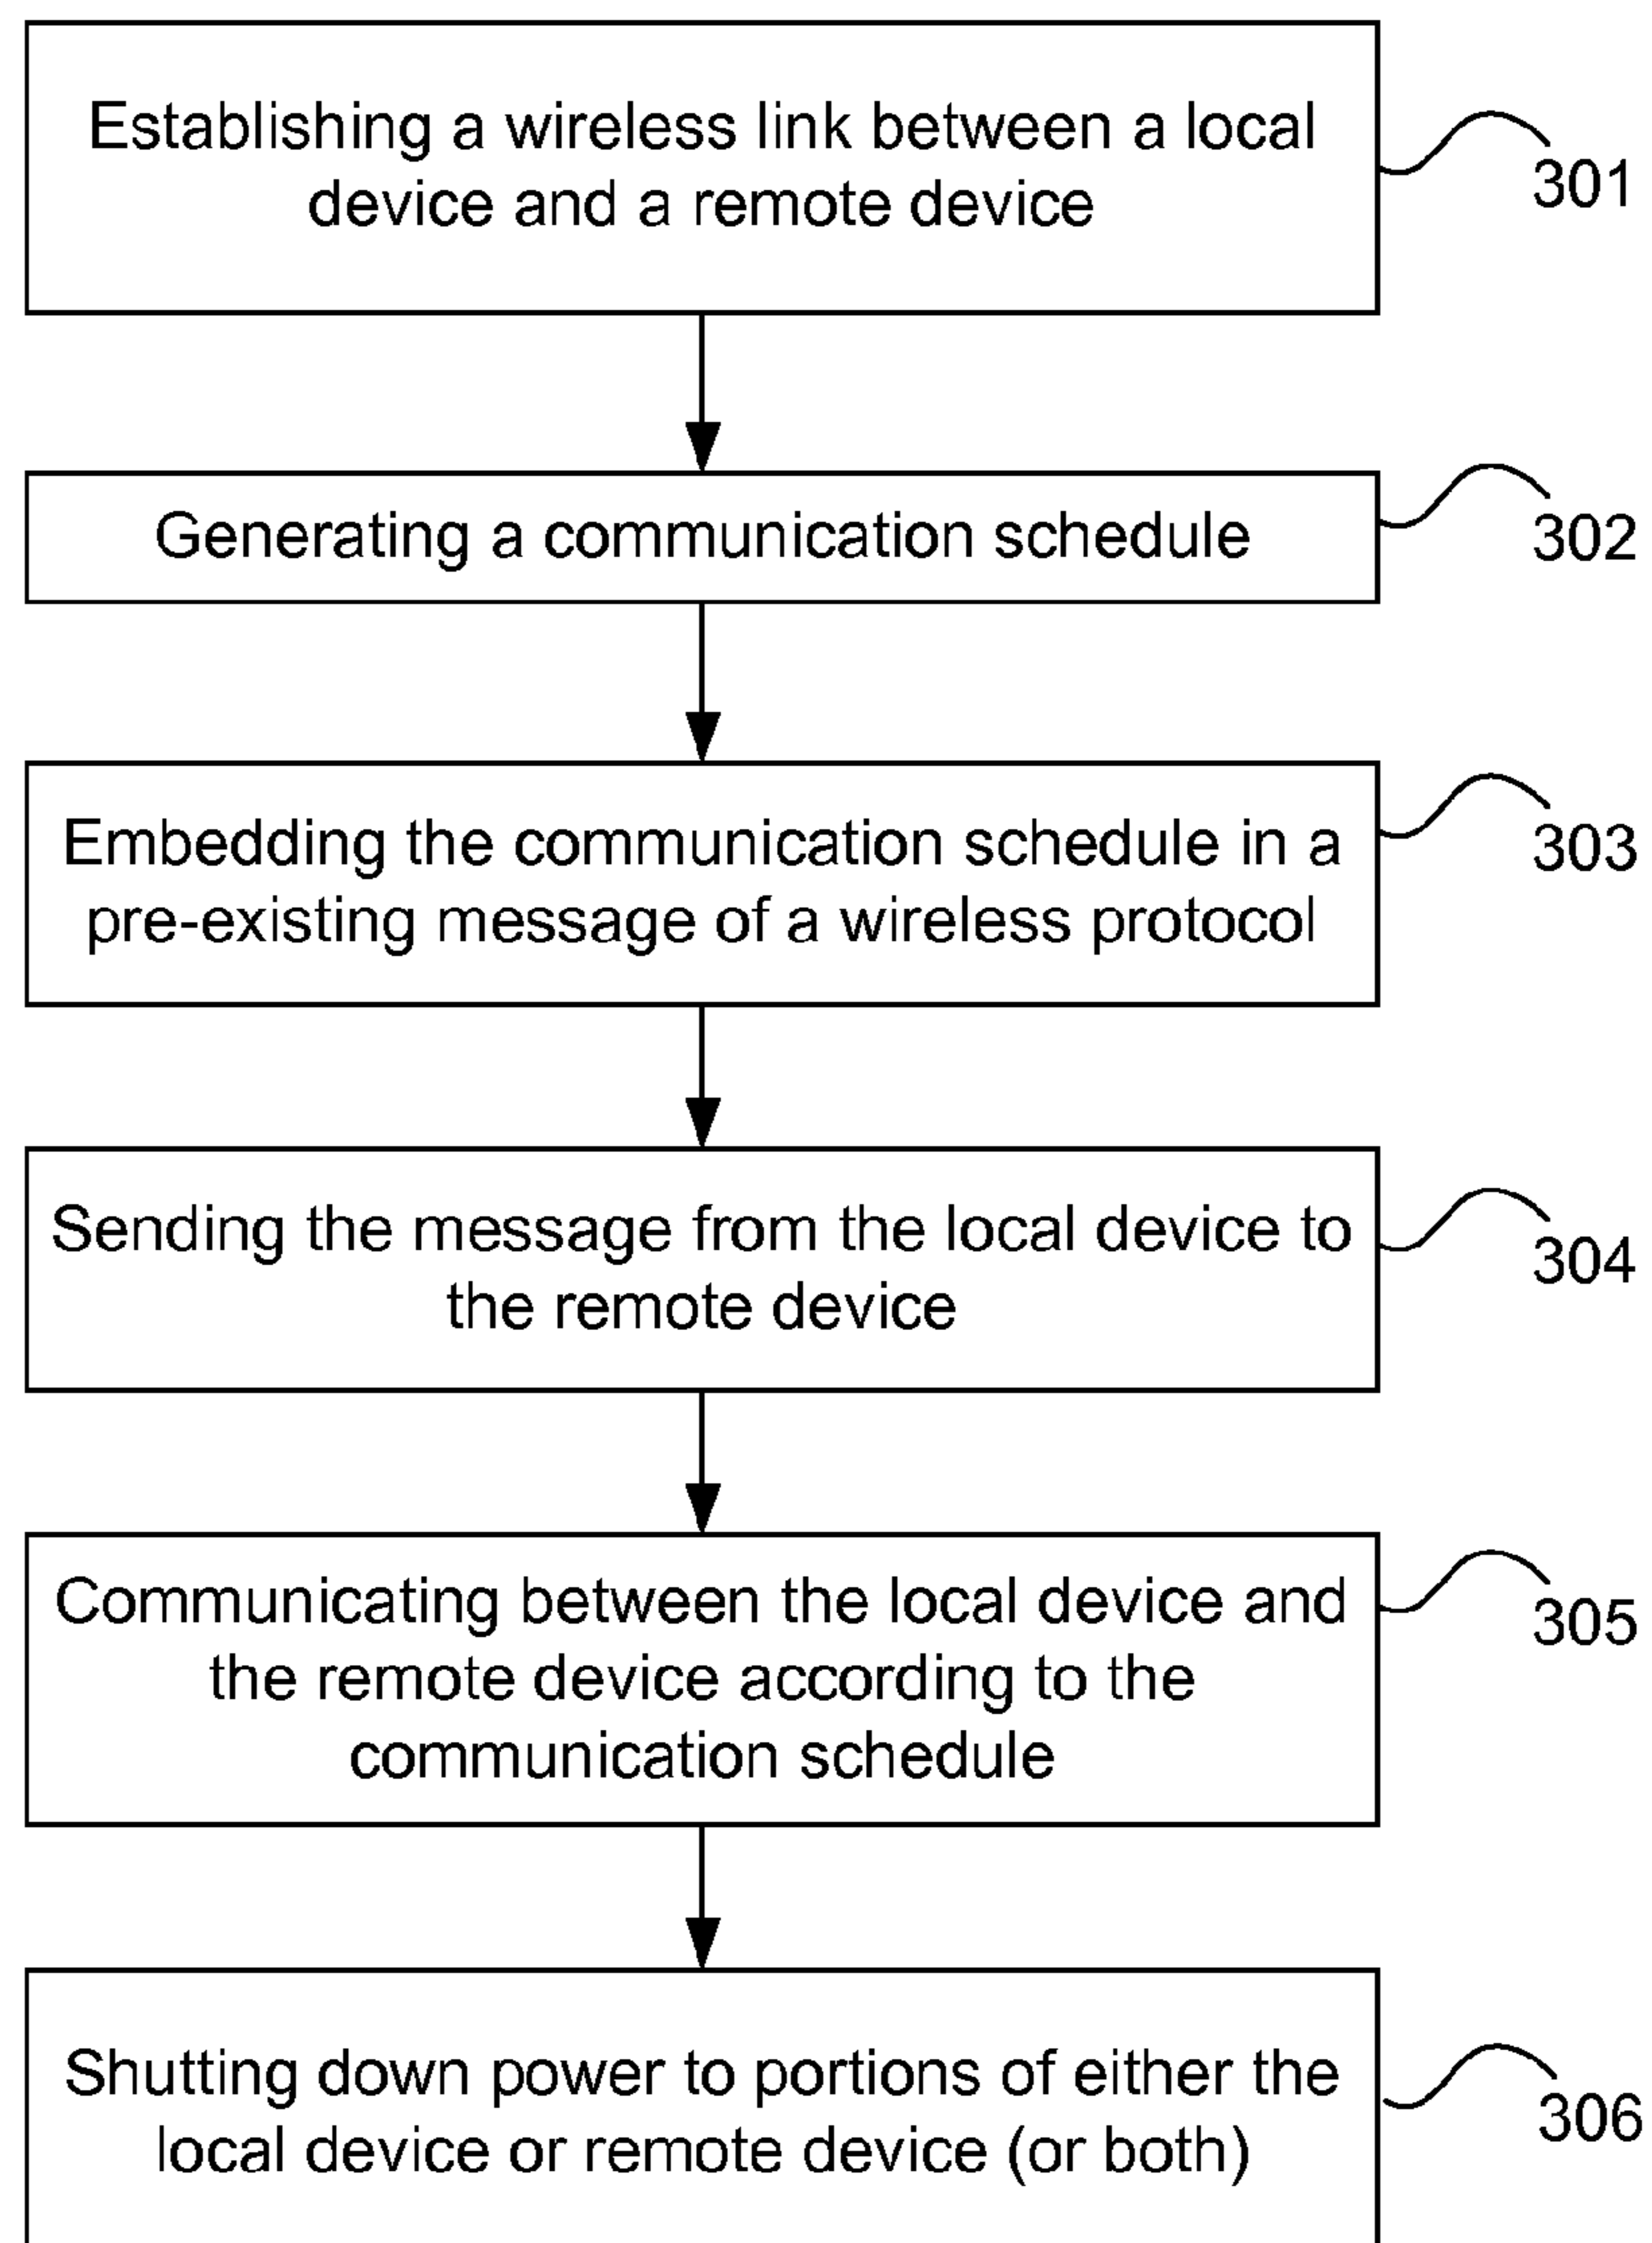 Establishing a wireless link between a local
device and a remote device
301
Generating a communication schedule
302
Embedding the communication schedule in a
pre-existing message of a wireless protocol
303
Sending the message from the local device to
the remote device
304
Communicating between the local device and
the remote device according to the
communication schedule
305
Shutting down power to portions of either the
local device or remote device (or both)
306